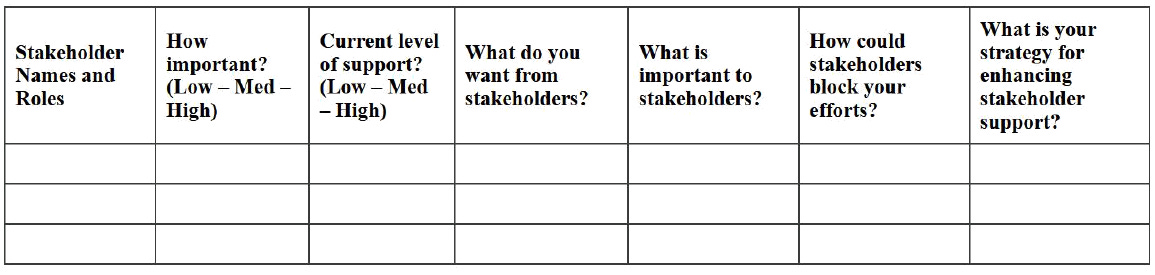 Stakeholder
Names and
Roles
How
important?
(Low – Med –
High)
Current level
of support?
(Low – Med
– High)
What do you
want from
stakeholders?
What is
important to
stakeholders?
How could
stakeholders
block your
efforts?
What is your
strategy for
enhancing
stakeholder
support?